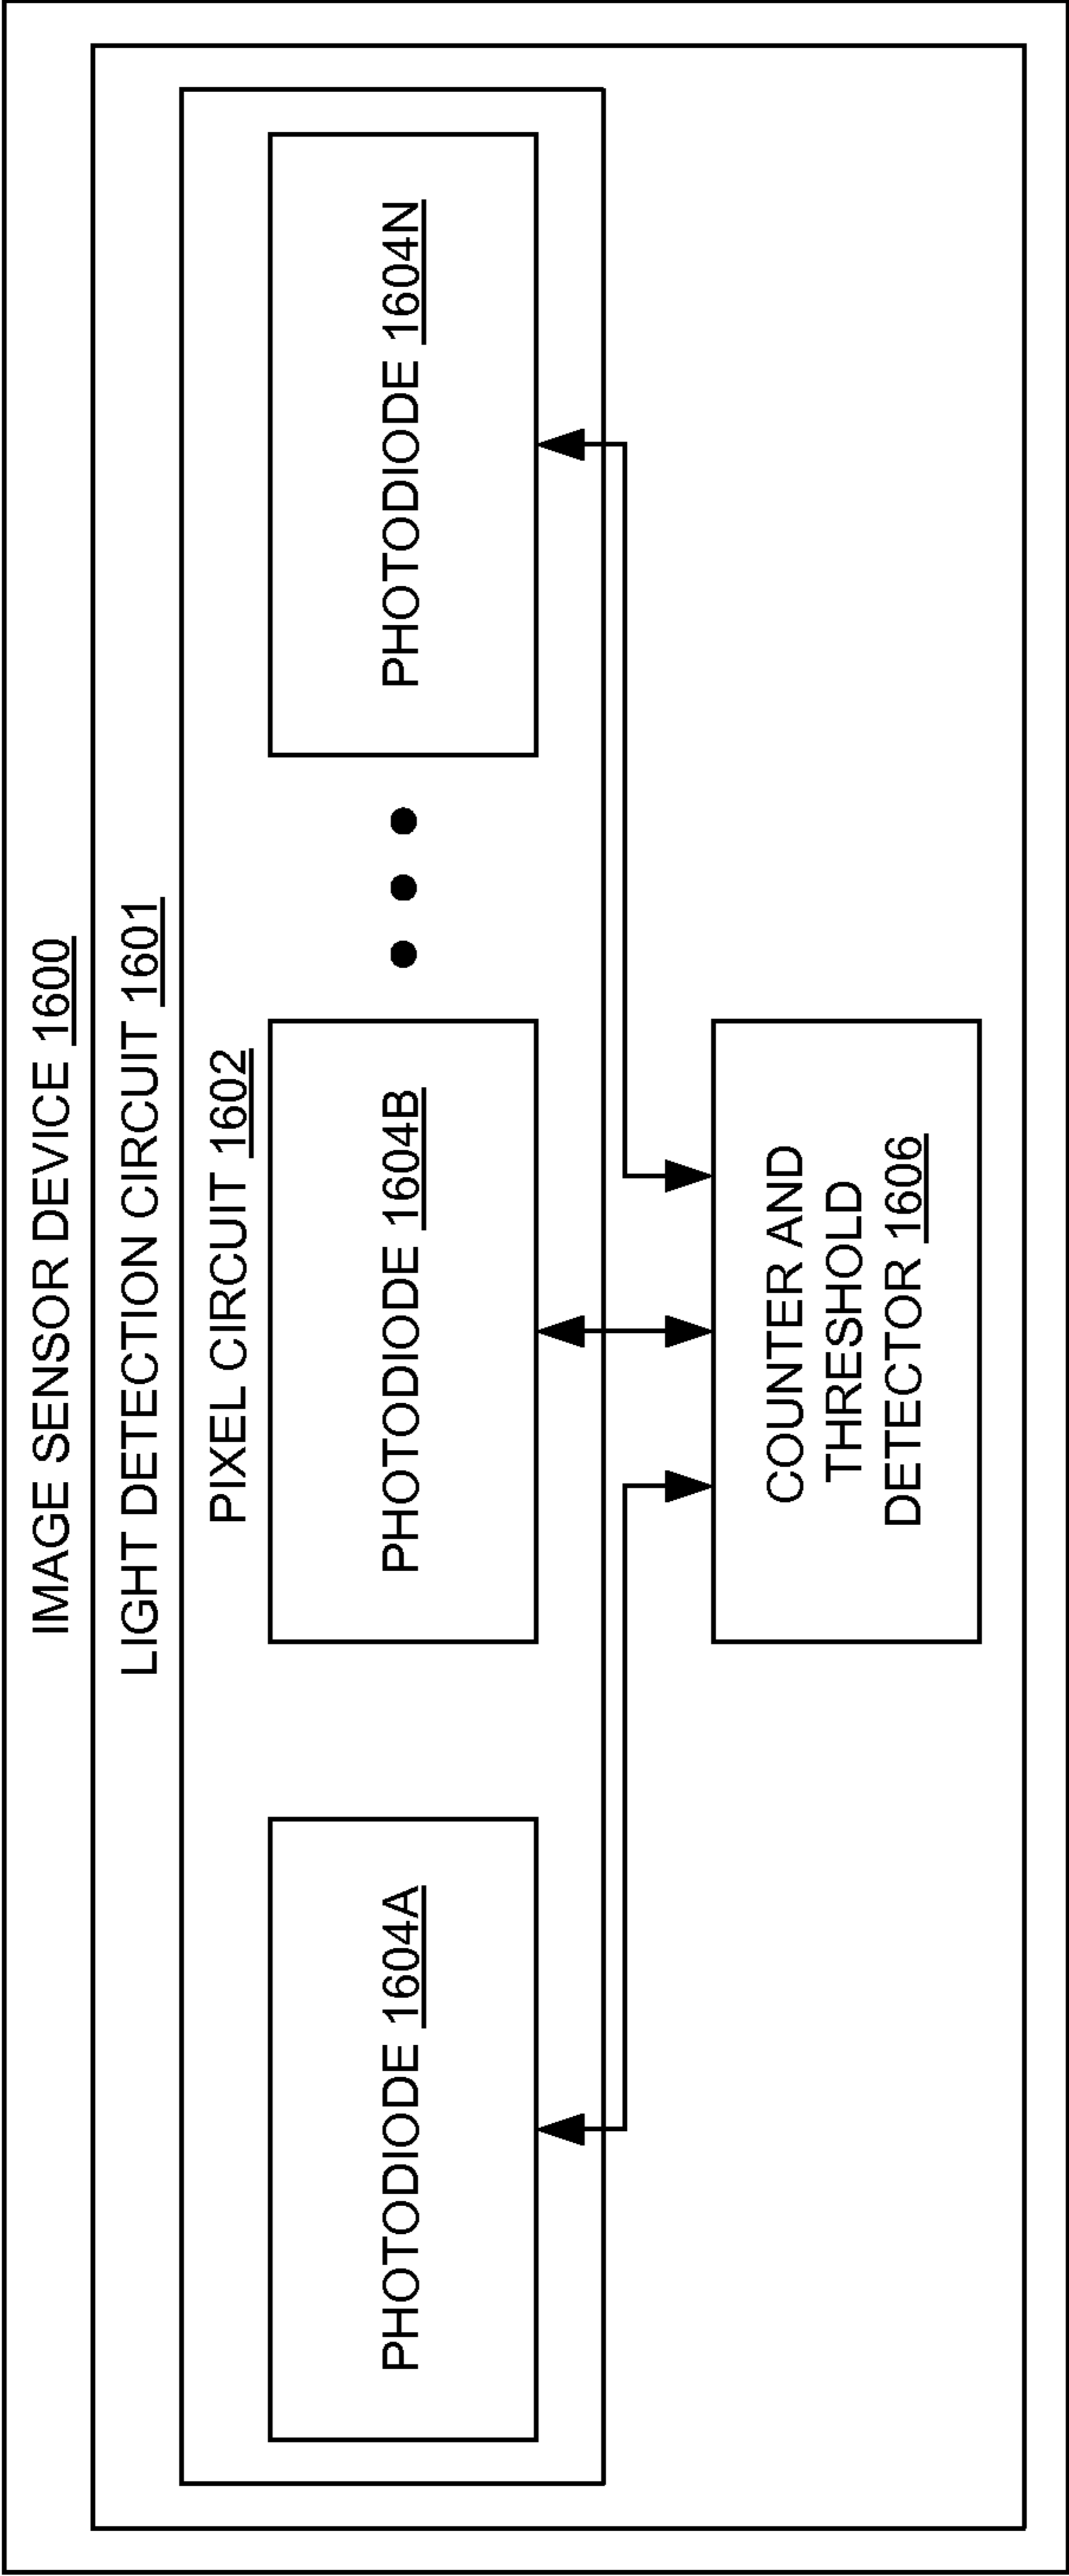 IMAGE SENSOR DEVICE 1600
LIGHT DETECTION CIRCUIT 1601
PIXEL CIRCUIT 1602
PHOTODIODE 1604A
PHOTODIODE 1604B
PHOTODIODE 1604N
COUNTER AND
THRESHOLD
DETECTOR 1606